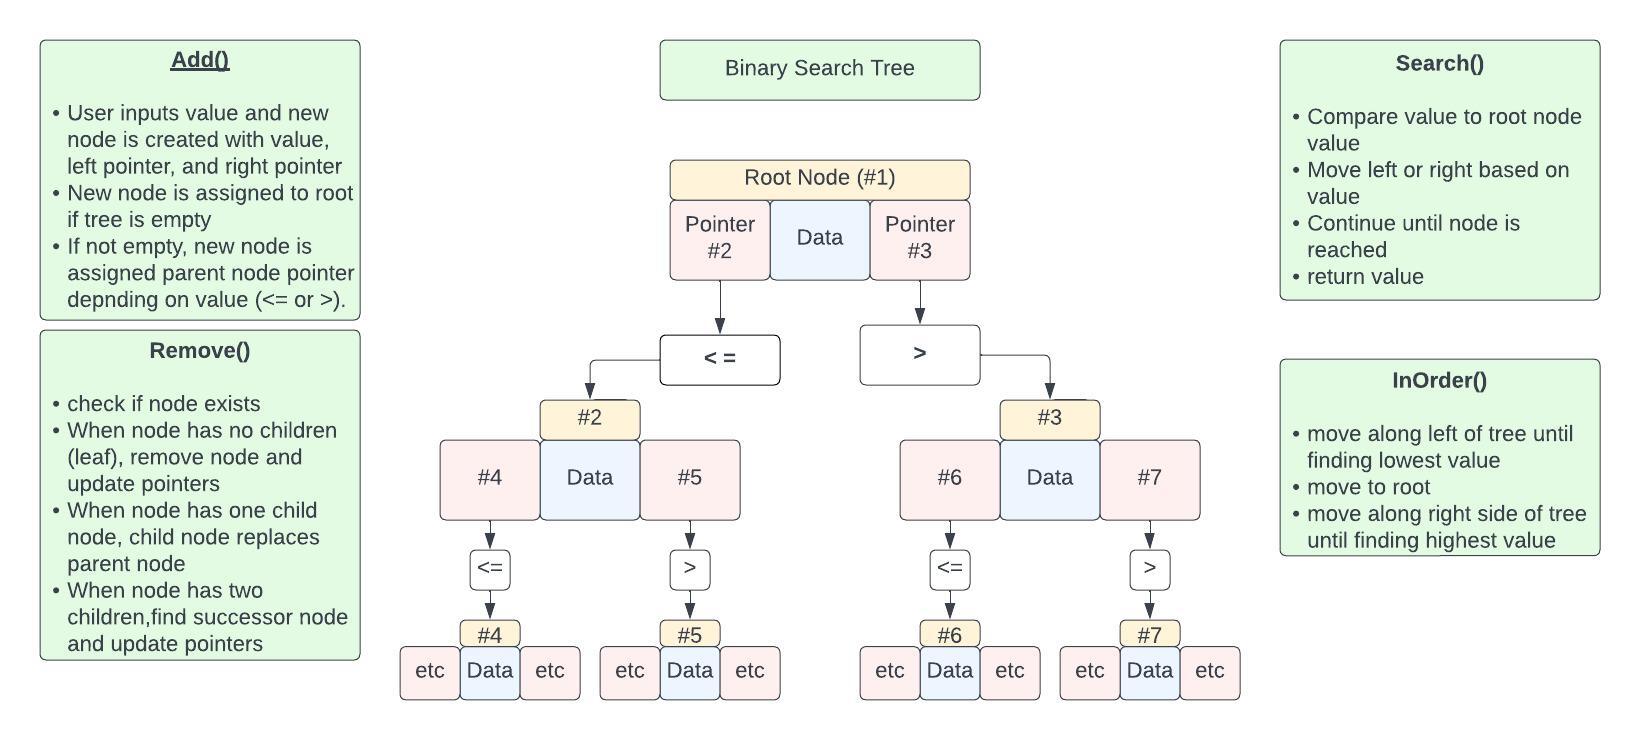 Add()
• User inputs value and new
node is created with value,
left pointer, and right pointer
• New node is assigned to root
if tree is empty
• If not empty, new node is
assigned parent node pointer
depnding on value (<= or >).
Remove()
• check if node exists
• When node has no children
(leaf), remove node and
update pointers
• When node has one child
node, child node replaces
parent node
• When node has two
children,find successor node
and update pointers
Binary Search Tree
Root Node (#1)
Pointer
#2
Data
Pointer
#3
< =
>
#2
#4
Data
#5
#3
#6
Data
#7
<=
>
<=
>
#4
etc
Data
etc
#5
etc
Data
etc
#6
etc
Data
etc
#7
etc
Data
etc
Search()
• Compare value to root node
value
• Move left or right based on
value
• Continue until node is
reached
• return value
InOrder()
• move along left of tree until
finding lowest value
• move to root
• move along right side of tree
until finding highest value